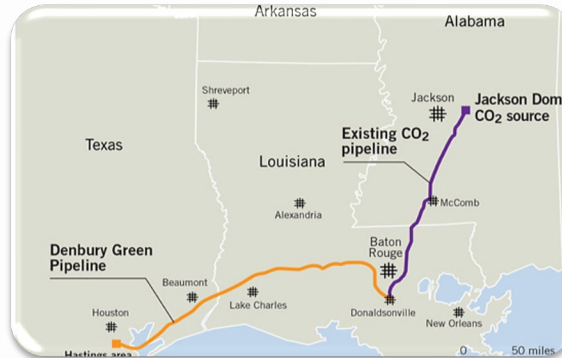 Arkansas
Alabama
Shreveport
Jackson
Jackson Dom
CO2 source
Texas
Existing CO2
pipeline
Louisiana
McComb
Alexandria
Baton
Rouge
Denbury Green
Pipeline
Beaumont
Lake Charles
Houston
Donaldsonville
New Orleans
Hastings area
0
50 miles